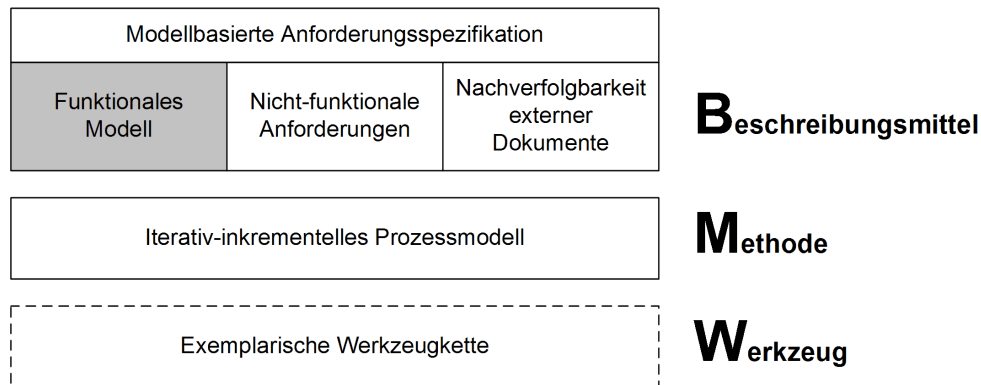 Modellbasierte Anforderungsspezifikation
Funktionales
Modell
Nicht-funktionale
Anforderungen
Nachverfolgbarkeit
externer
Dokumente
Beschreibungsmittel
Iterativ-inkrementelles Prozessmodell
Methode
Exemplarische Werkzeugkette
Werkzeug